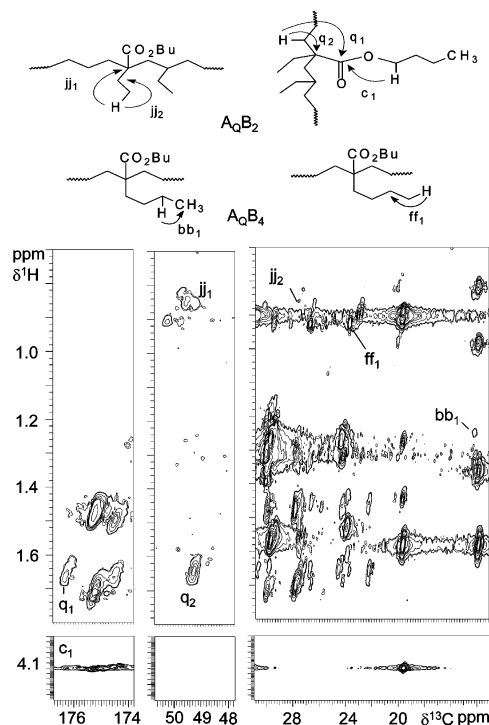 CO₂Bu
jj₁
H
jj₂
A_QB₂
H
q₂
q₁
O
CH₃
O
c₁
H
CO₂Bu
H
CH₃
bb₁
A_QB₄
CO₂Bu
H
ff₁
ppm
δ¹H
1.0
1.2
1.4
1.6
4.1
q₁
c₁
176
174
jj₁
q₂
50
49
48
jj₂
ff₁
bb₁
28
24
20
δ¹³C ppm